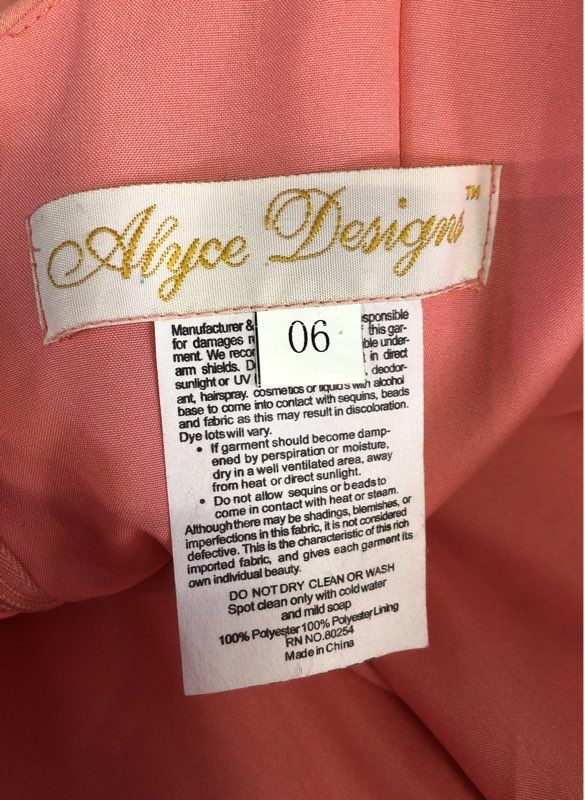 Alyce Designs™
06
Manufacturer & sponsible
for damages this gar-
ment. We ble under-
arm shields. in direct
sunlight or UV , deodor-
ant, hairspray. cosmetics or liquids with alcohol
base to come into contact with sequins, beads
and fabric as this may result in discoloration.
Dye lots will vary.
• If garment should become damp-
ened by perspiration or moisture,
dry in a well ventilated area, away
from heat or direct sunlight.
• Do not allow sequins or beads to
come in contact with heat or steam.
Although there may be shadings, blemishes, or
imperfections in this fabric, it is not considered
defective. This is the characteristic of this rich
imported fabric, and gives each garment its
own individual beauty.
DO NOT DRY CLEAN OR WASH
Spot clean only with cold water
and mild soap
100% Polyester 100% Polyester Lining
RN NO.80254
Made in China